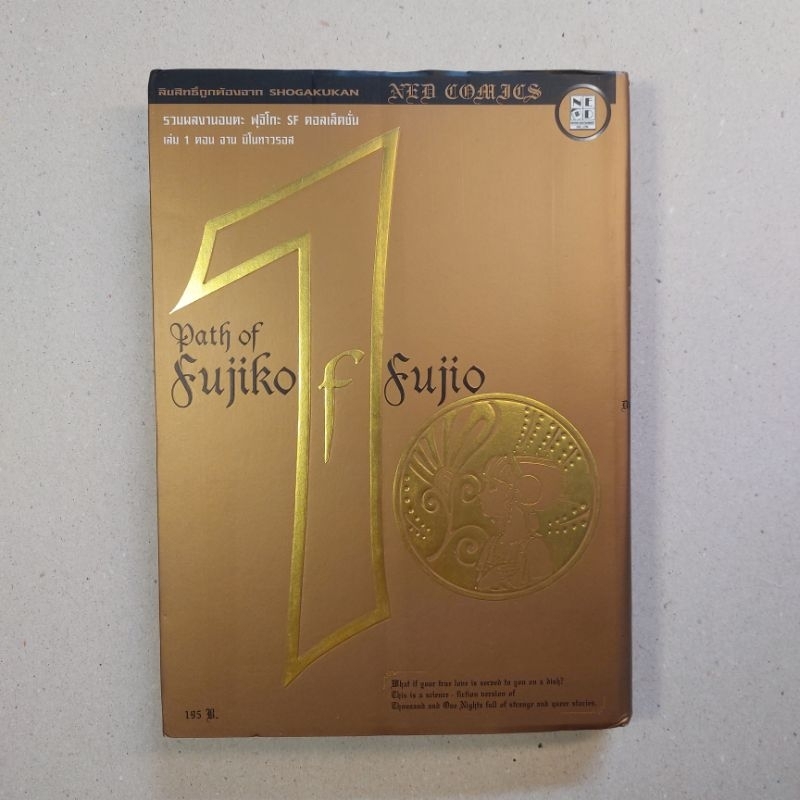 ลิขสิทธิ์ถูกต้องจาก SHOGAKUKAN
NED COMICS
NED
รวมผลงานอมตะ ฟุจิโกะ SF คอลเล็คชั่น
เล่ม 1 ตอน จาน มิโนทาวรอส
1
Path of
Fujiko f Fujio
What if your true love is served to you on a dish?
This is a science - fiction version of
Thousand and One Nights full of strange and queer stories.
195 B.